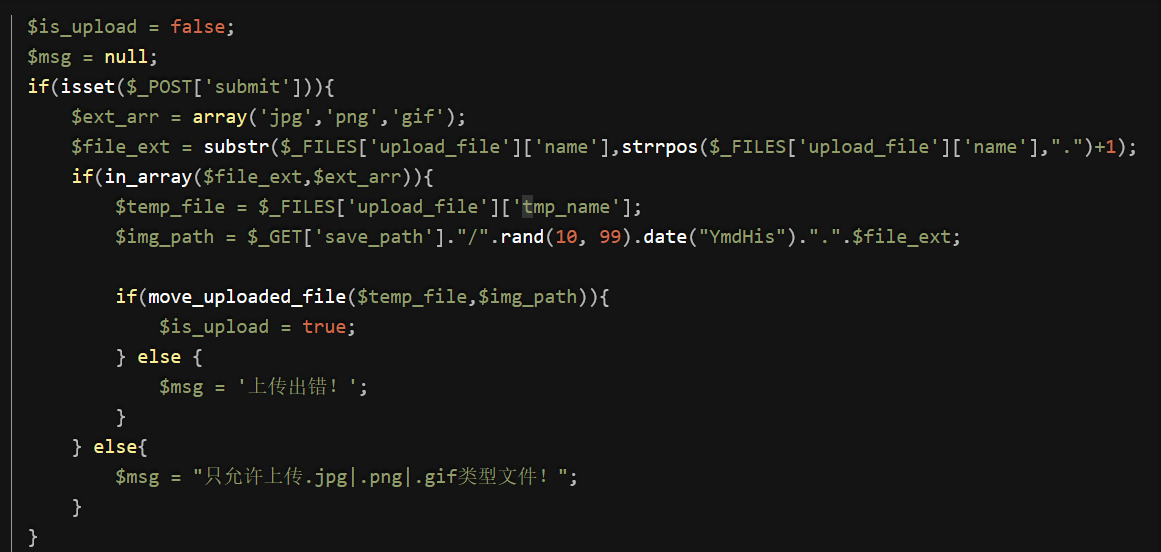 $is_upload = false;
$msg = null;
if(isset($_POST['submit'])){
    $ext_arr = array('jpg','png','gif');
    $file_ext = substr($_FILES['upload_file']['name'],strrpos($_FILES['upload_file']['name'],".")+1);
    if(in_array($file_ext,$ext_arr)){
        $temp_file = $_FILES['upload_file']['tmp_name'];
        $img_path = $_GET['save_path']."/".rand(10, 99).date("YmdHis").".".$file_ext;

        if(move_uploaded_file($temp_file,$img_path)){
            $is_upload = true;
        } else {
            $msg = '上传出错！';
        }
    } else{
        $msg = "只允许上传.jpg|.png|.gif类型文件！";
    }
}